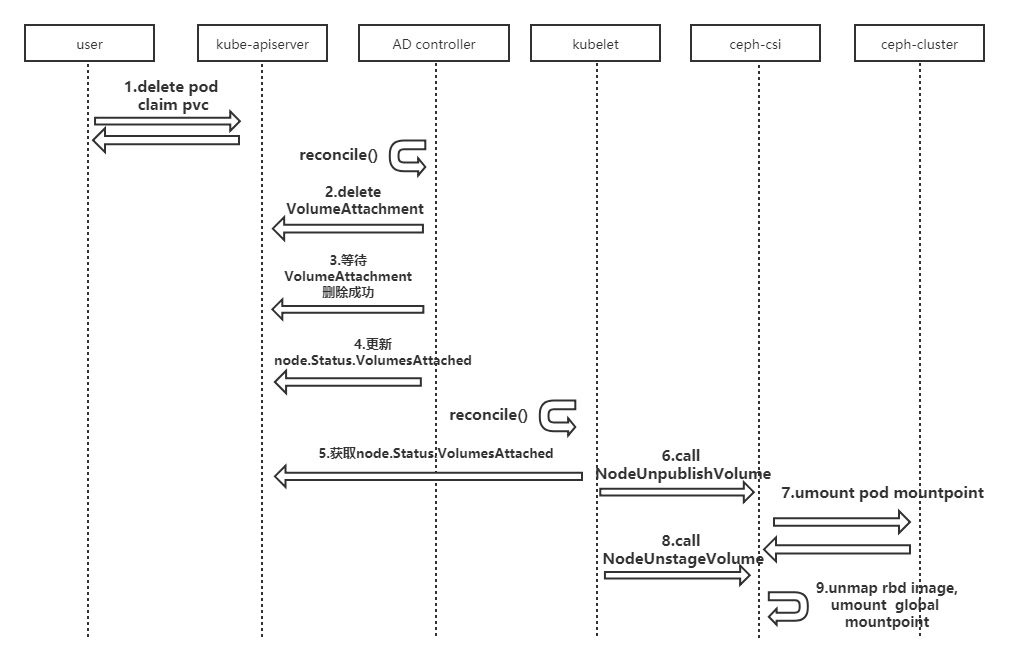 user
kube-apiserver
AD controller
kubelet
ceph-csi
ceph-cluster
1.delete pod
claim pvc
reconcile()
2.delete
VolumeAttachment
3.等待
VolumeAttachment
删除成功
4.更新
node.Status.VolumesAttached
reconcile()
5.获取node.Status.VolumesAttached
6.call
NodeUnpublishVolume
7.umount pod mountpoint
8.call
NodeUnstageVolume
9.unmap rbd image,
umount global
mountpoint